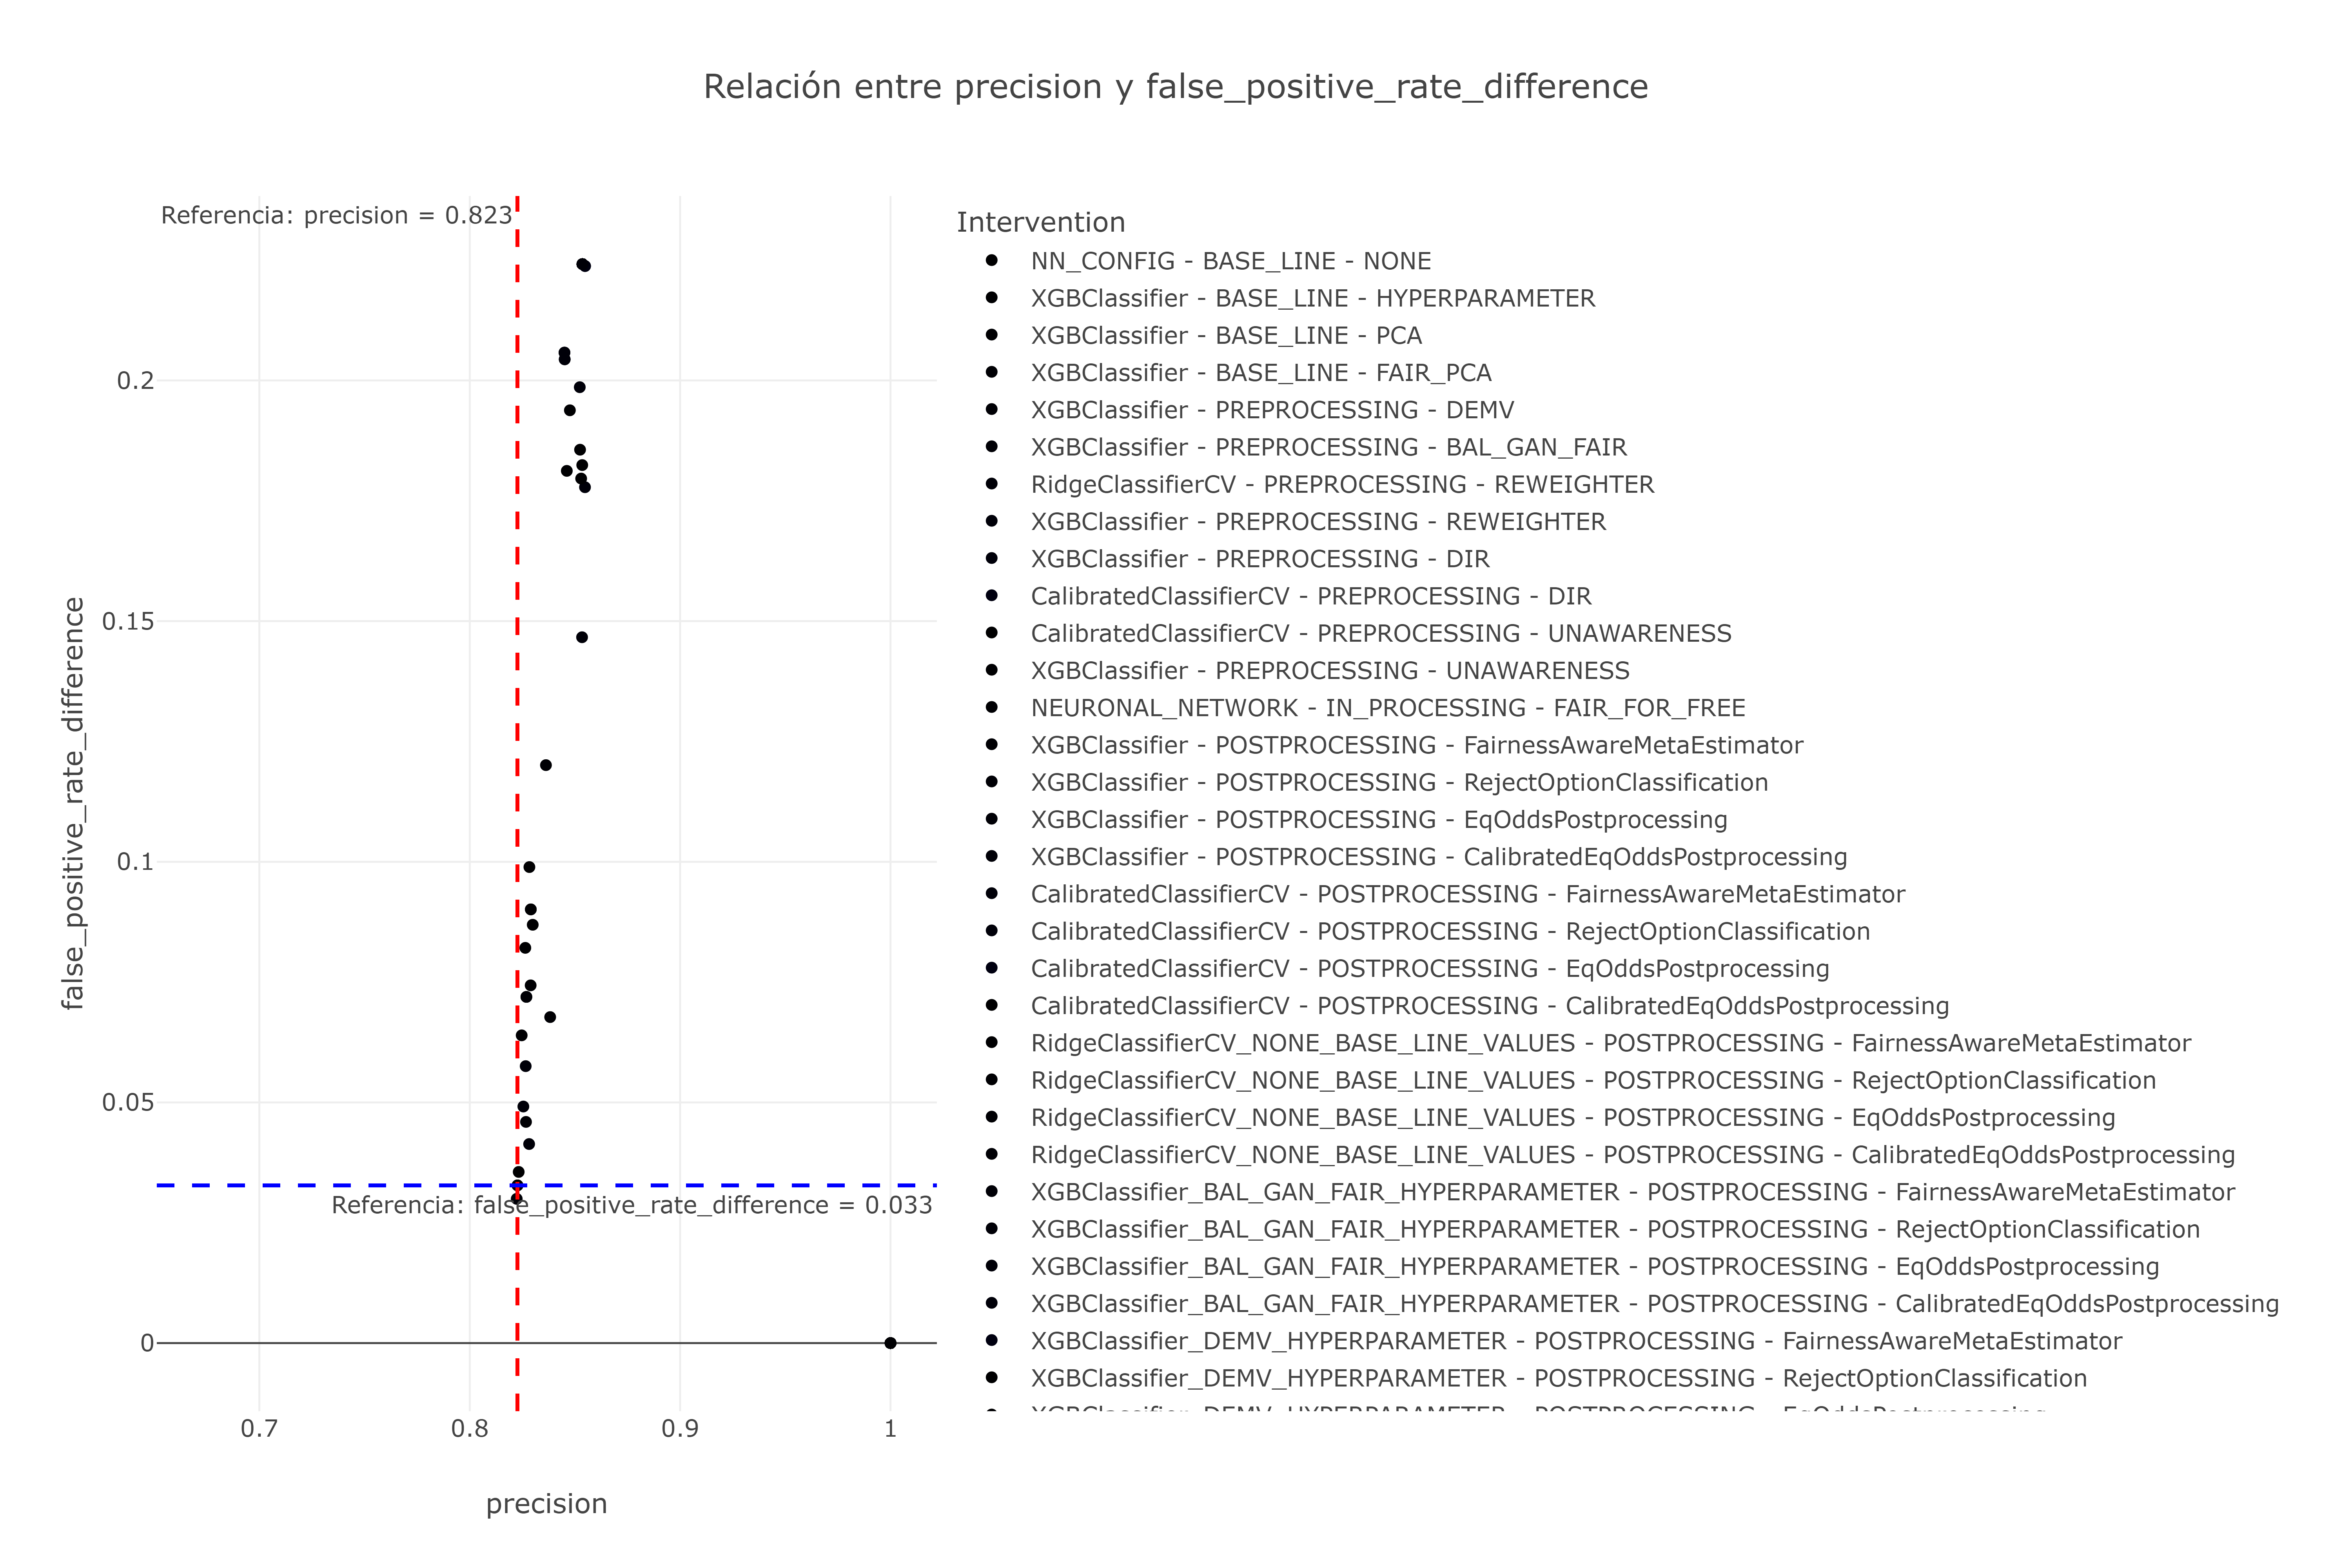 Relación entre precision y false_positive_rate_difference
Referencia: precision = 0.823
0.2
0.15
0.1
0.05
0
false_positive_rate_difference
Referencia: false_positive_rate_difference = 0.033
0.7
0.8
0.9
1
precision
Intervention
NN_CONFIG - BASE_LINE - NONE
XGBClassifier - BASE_LINE - HYPERPARAMETER
XGBClassifier - BASE_LINE - PCA
XGBClassifier - BASE_LINE - FAIR_PCA
XGBClassifier - PREPROCESSING - DEMV
XGBClassifier - PREPROCESSING - BAL_GAN_FAIR
RidgeClassifierCV - PREPROCESSING - REWEIGHTER
XGBClassifier - PREPROCESSING - REWEIGHTER
XGBClassifier - PREPROCESSING - DIR
CalibratedClassifierCV - PREPROCESSING - DIR
CalibratedClassifierCV - PREPROCESSING - UNAWARENESS
XGBClassifier - PREPROCESSING - UNAWARENESS
NEURONAL_NETWORK - IN_PROCESSING - FAIR_FOR_FREE
XGBClassifier - POSTPROCESSING - FairnessAwareMetaEstimator
XGBClassifier - POSTPROCESSING - RejectOptionClassification
XGBClassifier - POSTPROCESSING - EqOddsPostprocessing
XGBClassifier - POSTPROCESSING - CalibratedEqOddsPostprocessing
CalibratedClassifierCV - POSTPROCESSING - FairnessAwareMetaEstimator
CalibratedClassifierCV - POSTPROCESSING - RejectOptionClassification
CalibratedClassifierCV - POSTPROCESSING - EqOddsPostprocessing
CalibratedClassifierCV - POSTPROCESSING - CalibratedEqOddsPostprocessing
RidgeClassifierCV_NONE_BASE_LINE_VALUES - POSTPROCESSING - FairnessAwareMetaEstimator
RidgeClassifierCV_NONE_BASE_LINE_VALUES - POSTPROCESSING - RejectOptionClassification
RidgeClassifierCV_NONE_BASE_LINE_VALUES - POSTPROCESSING - EqOddsPostprocessing
RidgeClassifierCV_NONE_BASE_LINE_VALUES - POSTPROCESSING - CalibratedEqOddsPostprocessing
XGBClassifier_BAL_GAN_FAIR_HYPERPARAMETER - POSTPROCESSING - FairnessAwareMetaEstimator
XGBClassifier_BAL_GAN_FAIR_HYPERPARAMETER - POSTPROCESSING - RejectOptionClassification
XGBClassifier_BAL_GAN_FAIR_HYPERPARAMETER - POSTPROCESSING - EqOddsPostprocessing
XGBClassifier_BAL_GAN_FAIR_HYPERPARAMETER - POSTPROCESSING - CalibratedEqOddsPostprocessing
XGBClassifier_DEMV_HYPERPARAMETER - POSTPROCESSING - FairnessAwareMetaEstimator
XGBClassifier_DEMV_HYPERPARAMETER - POSTPROCESSING - RejectOptionClassification